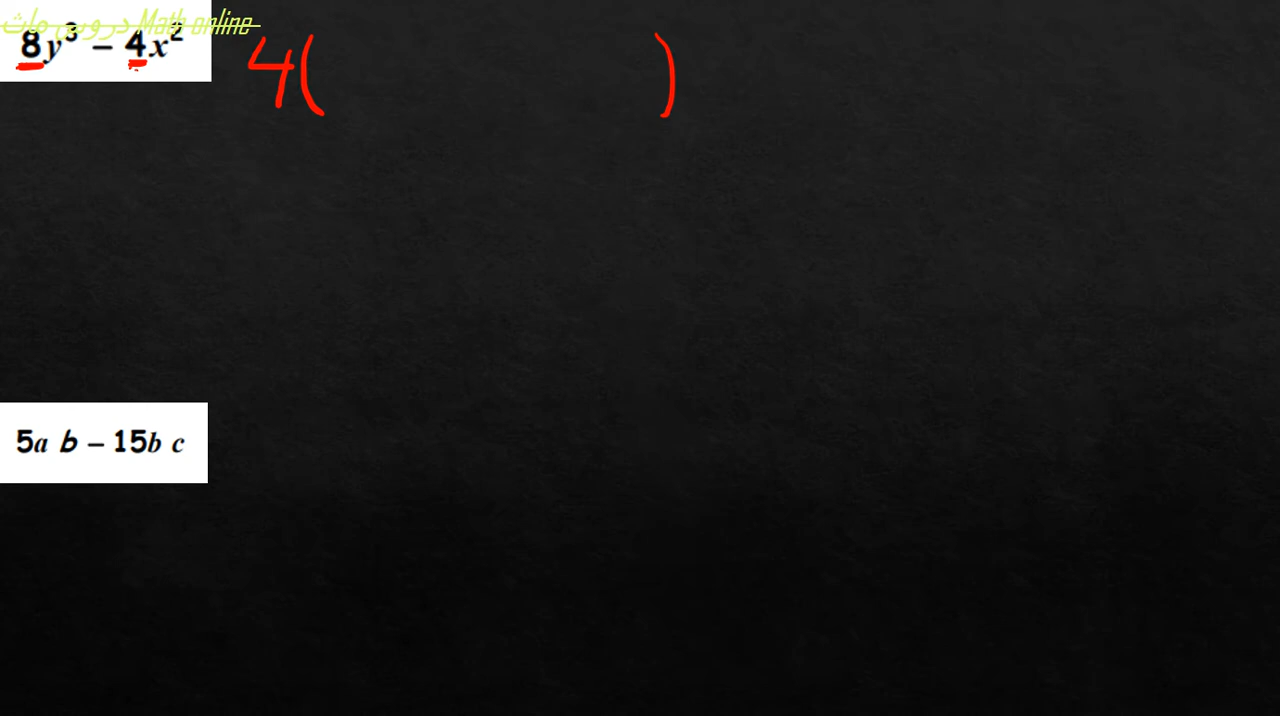 دروس ماث Math online
8y³ – 4x² 4( )
5a b – 15b c